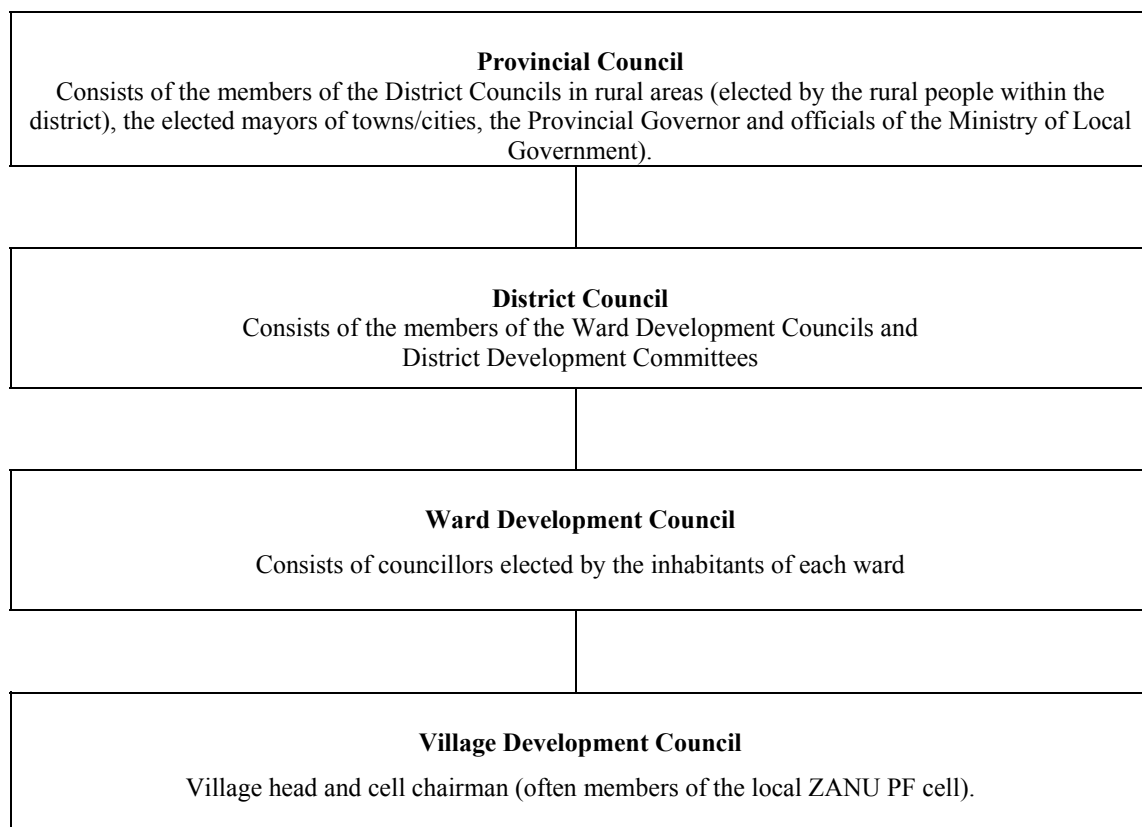 Provincial Council
Consists of the members of the District Councils in rural areas (elected by the rural people within the
district), the elected mayors of towns/cities, the Provincial Governor and officials of the Ministry of Local
Government).
District Council
Consists of the members of the Ward Development Councils and
District Development Committees
Ward Development Council
Consists of councillors elected by the inhabitants of each ward
Village Development Council
Village head and cell chairman (often members of the local ZANU PF cell).